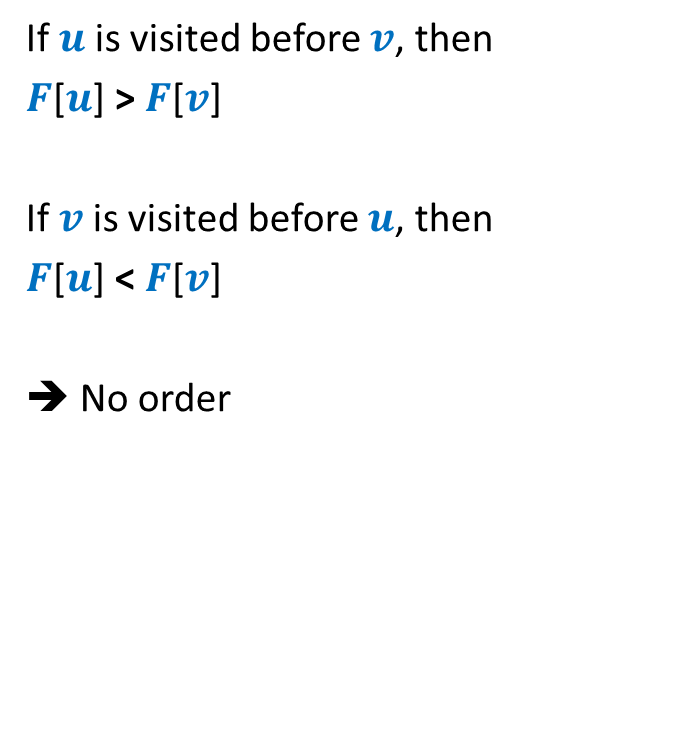 If u is visited before v, then
F[u] > F[v]
If v is visited before u, then
F[u] < F[v]
➔ No order